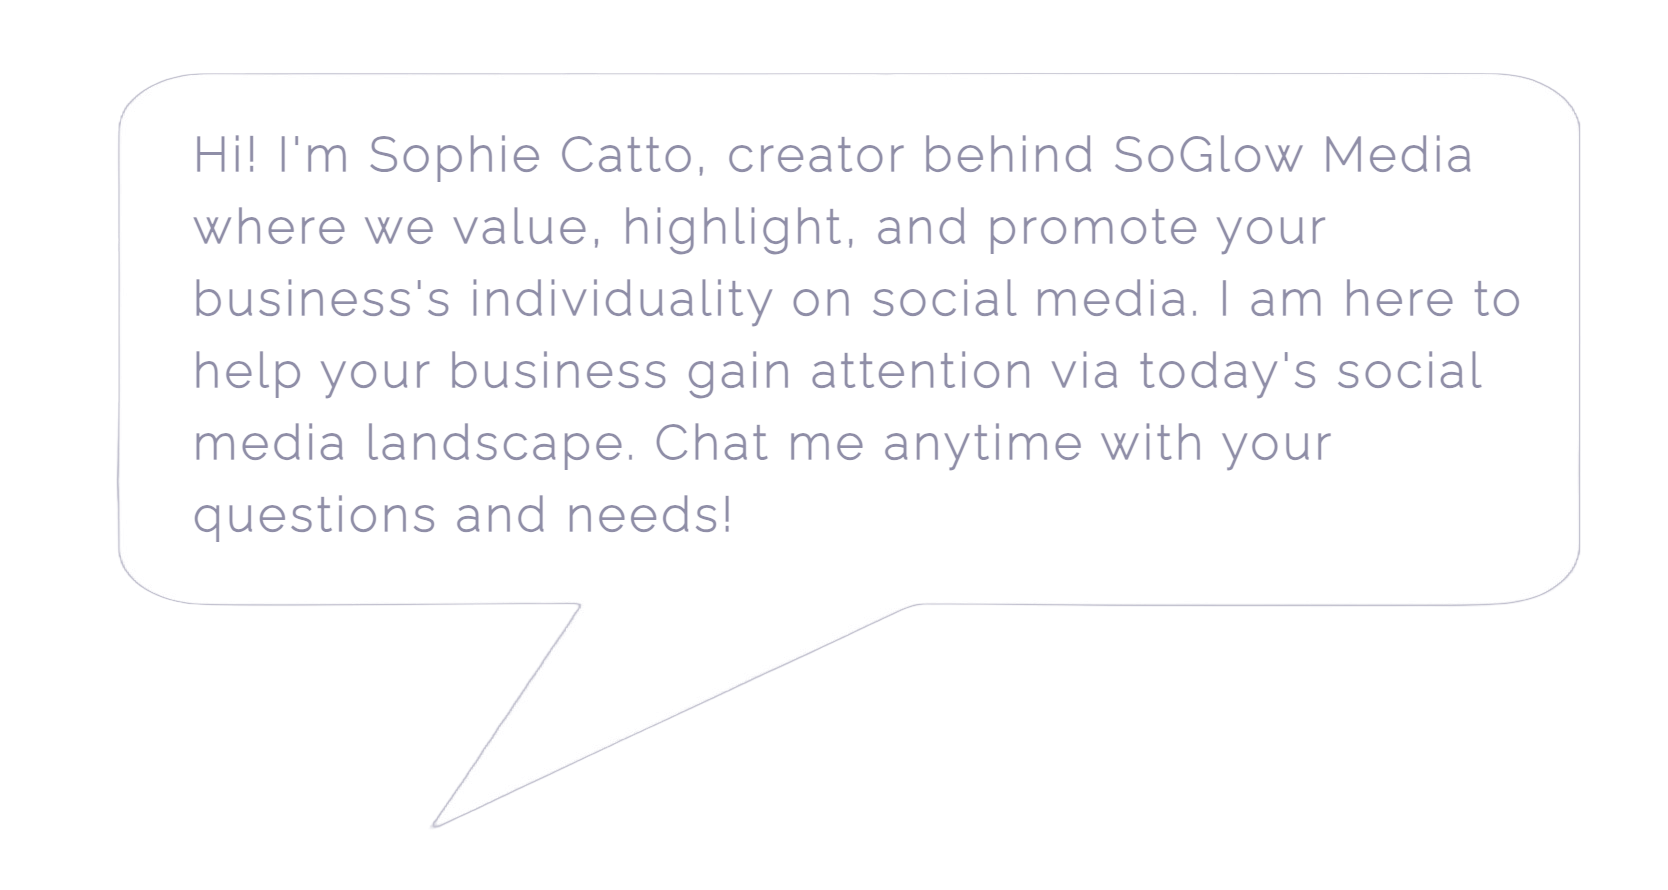 Hi! I'm Sophie Catto, creator behind SoGlow Media
where we value, highlight, and promote your
business's individuality on social media. I am here to
help your business gain attention via today's social
media landscape. Chat me anytime with your
questions and needs!